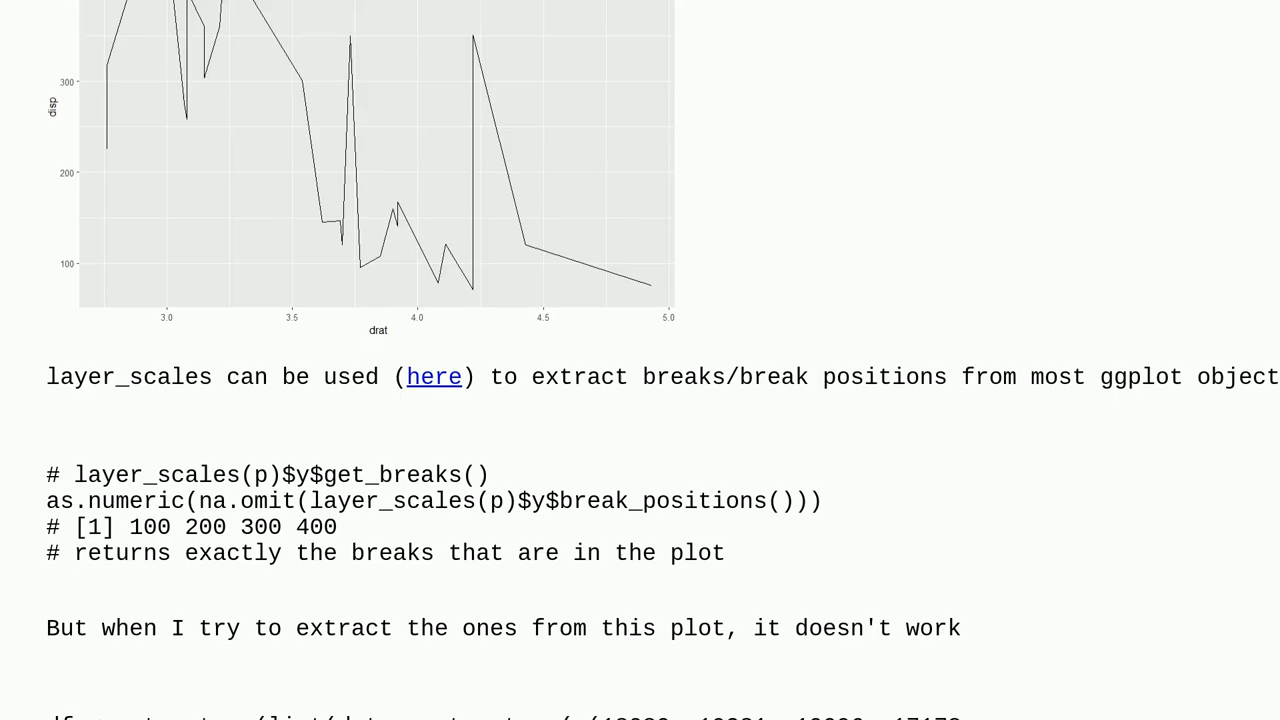 300
disp
200
100
3.0 3.5 4.0 4.5 5.0
drat
layer_scales can be used (here) to extract breaks/break positions from most ggplot object
# layer_scales(p)$y$get_breaks()
as.numeric(na.omit(layer_scales(p)$y$break_positions()))
# [1] 100 200 300 400
# returns exactly the breaks that are in the plot
But when I try to extract the ones from this plot, it doesn't work